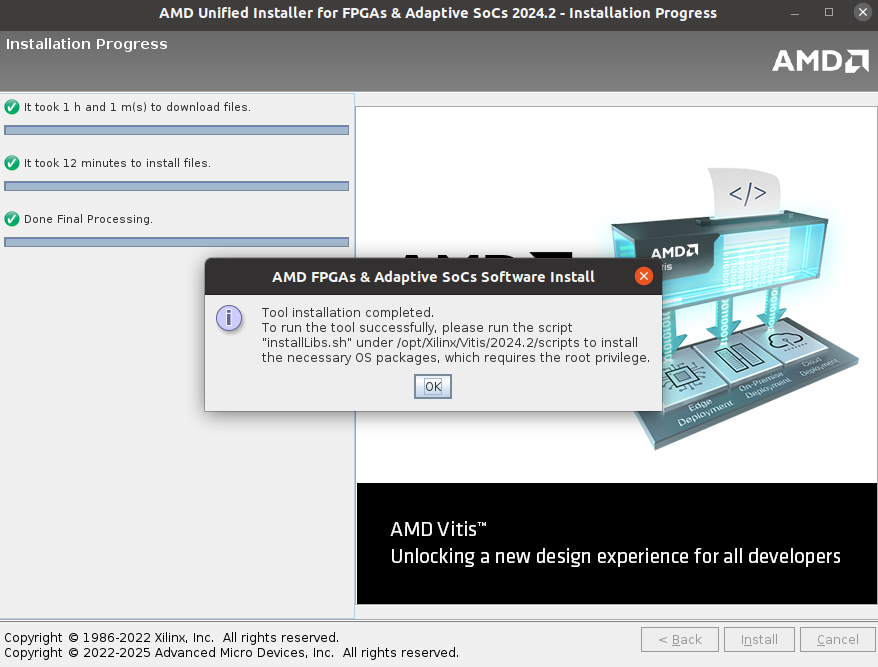 AMD Unified Installer for FPGAs & Adaptive SoCs 2024.2 - Installation Progress
Installation Progress
AMD
It took 1 h and 1 m(s) to download files.
It took 12 minutes to install files.
Done Final Processing.
</>
AMD
tis
AMD FPGAs & Adaptive SoCs Software Install
Tool installation completed.
To run the tool successfully, please run the script
"installLibs.sh" under /opt/Xilinx/Vitis/2024.2/scripts to install
the necessary OS packages, which requires the root privilege.
OK
Edge
Deployment
On-Premise
Deployment
Cloud
Deployment
AMD Vitis™
Unlocking a new design experience for all developers
Copyright © 1986-2022 Xilinx, Inc.  All rights reserved.
Copyright © 2022-2025 Advanced Micro Devices, Inc.  All rights reserved.
< Back
Install
Cancel